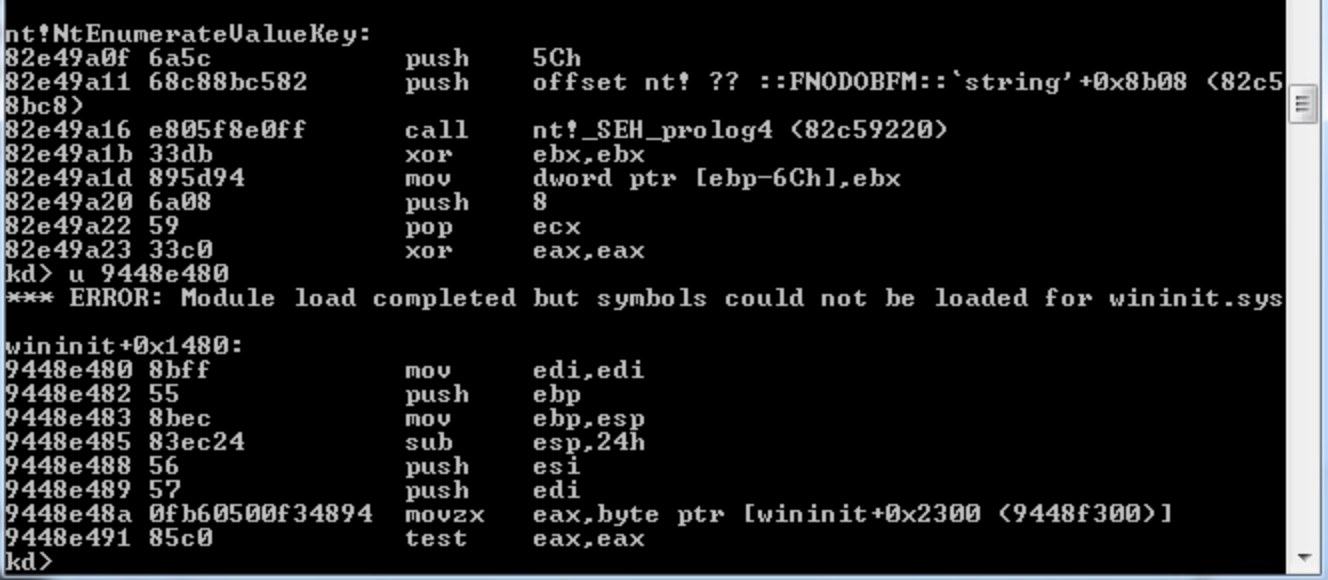 nt!NtEnumerateValueKey:
82e49a0f 6a5c            push    5Ch
82e49a11 68c88bc582      push    offset nt! ?? ::FNODOBFM::`string'+0x8b08 (82c5
8bc8)
82e49a16 e805f8e0ff      call    nt!_SEH_prolog4 (82c59220)
82e49a1b 33db            xor     ebx,ebx
82e49a1d 895d94          mov     dword ptr [ebp-6Ch],ebx
82e49a20 6a08            push    8
82e49a22 59              pop     ecx
82e49a23 33c0            xor     eax,eax
kd> u 9448e480
*** ERROR: Module load completed but symbols could not be loaded for wininit.sys
wininit+0x1480:
9448e480 8bff            mov     edi,edi
9448e482 55              push    ebp
9448e483 8bec            mov     ebp,esp
9448e485 83ec24          sub     esp,24h
9448e488 56              push    esi
9448e489 57              push    edi
9448e48a 0fb60500f34894  movzx   eax,byte ptr [wininit+0x2300 (9448f300)]
9448e491 85c0            test    eax,eax
kd>